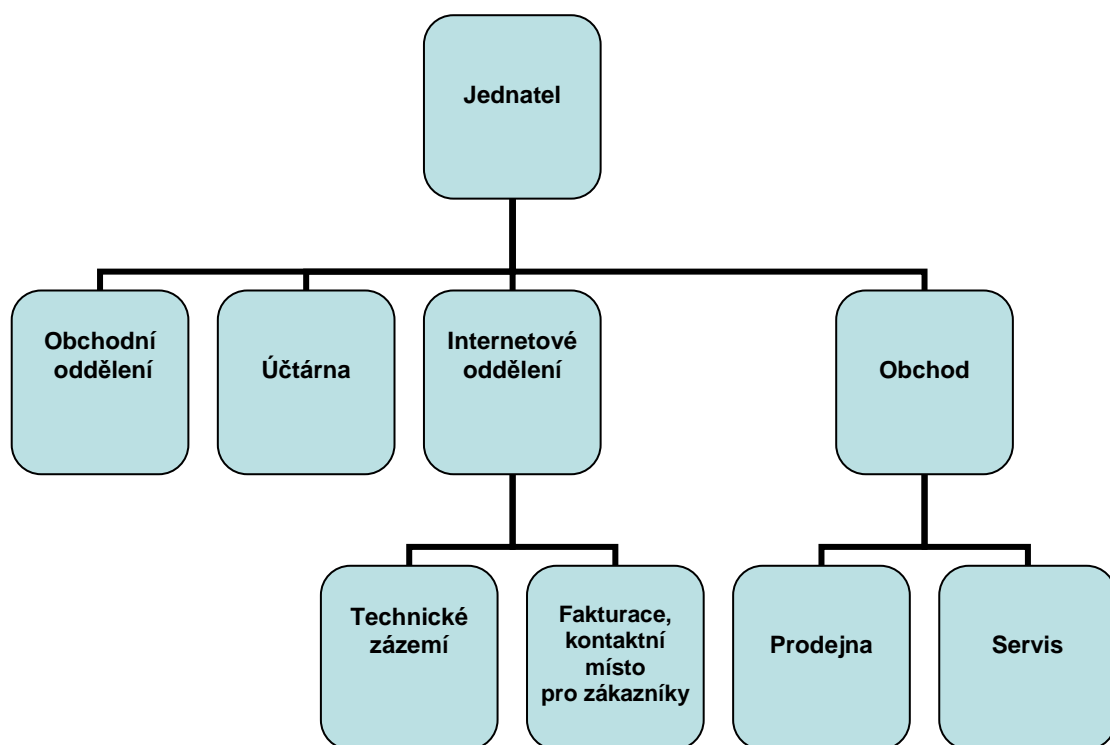 Jednatel
Obchodní
oddělení
Účtárna
Internetové
oddělení
Obchod
Technické
zázemí
Fakturace,
kontaktní
místo
pro zákazníky
Prodejna
Servis